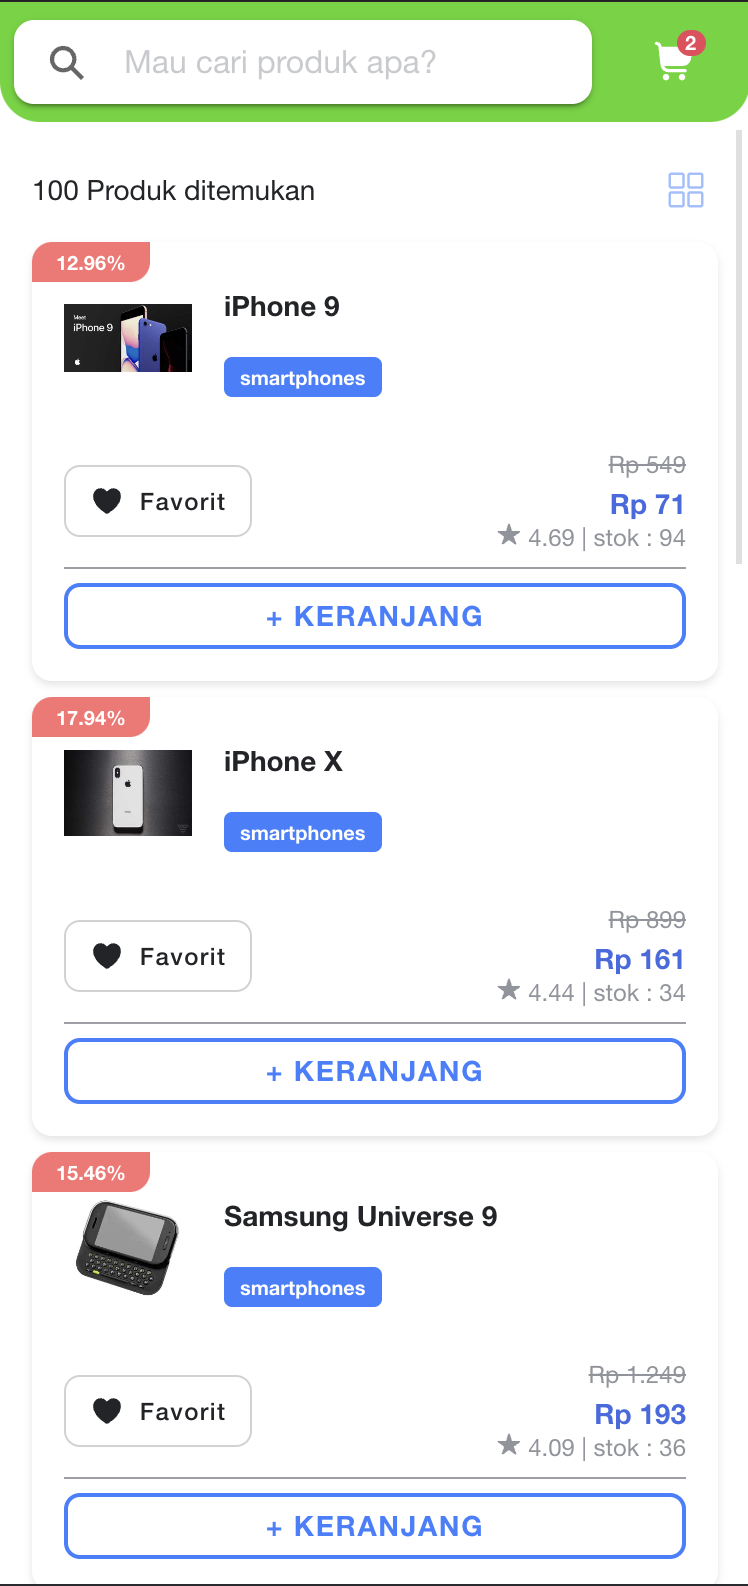 Mau cari produk apa?
2
100 Produk ditemukan
12.96%
Meet
iPhone 9
iPhone 9
smartphones
Rp 549
Favorit
Rp 71
4.69 | stok : 94
+ KERANJANG
17.94%
iPhone X
smartphones
Rp 899
Favorit
Rp 161
4.44 | stok : 34
+ KERANJANG
15.46%
Samsung Universe 9
smartphones
Rp 1.249
Favorit
Rp 193
4.09 | stok : 36
+ KERANJANG